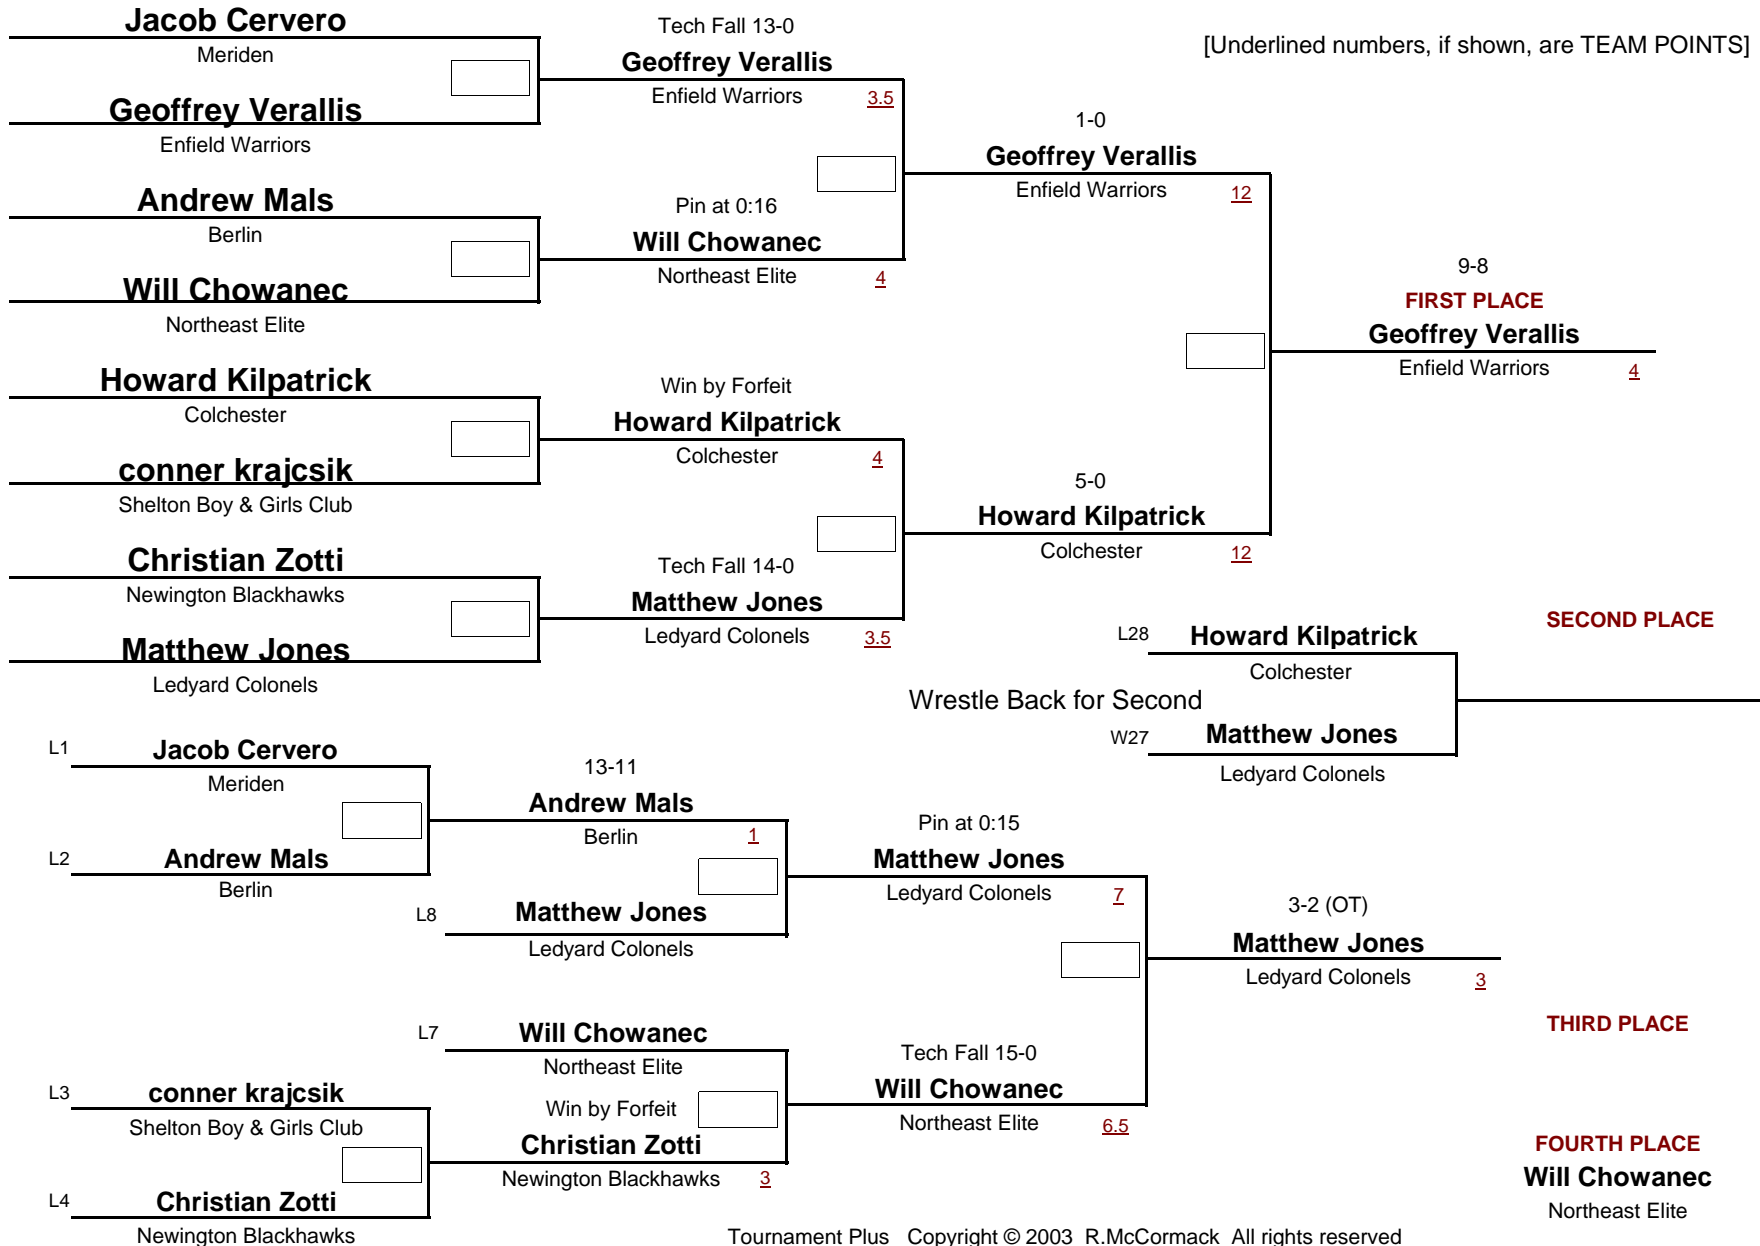 Jacob Cervero
Meriden
Geoffrey Verallis
Enfield Warriors
Andrew Mals
Berlin
Will Chowanec
Northeast Elite
Howard Kilpatrick
Colchester
conner krajcsik
Shelton Boy & Girls Club
Christian Zotti
Newington Blackhawks
Matthew Jones
Ledyard Colonels
Tech Fall 13-0
Geoffrey Verallis
Enfield Warriors 3.5
Pin at 0:16
Will Chowanec
Northeast Elite 4
Win by Forfeit
Howard Kilpatrick
Colchester 4
Tech Fall 14-0
Matthew Jones
Ledyard Colonels 3.5
[Underlined numbers, if shown, are TEAM POINTS]
1-0
Geoffrey Verallis
Enfield Warriors 12
5-0
Howard Kilpatrick
Colchester 12
9-8
FIRST PLACE
Geoffrey Verallis
Enfield Warriors 4
SECOND PLACE
L28 Howard Kilpatrick
Colchester
Wrestle Back for Second
W27 Matthew Jones
Ledyard Colonels
L1 Jacob Cervero
Meriden
L2 Andrew Mals
Berlin
13-11
Andrew Mals
Berlin 1
L8 Matthew Jones
Ledyard Colonels
Pin at 0:15
Matthew Jones
Ledyard Colonels 7
3-2 (OT)
Matthew Jones
Ledyard Colonels 3
L7 Will Chowanec
Northeast Elite
L3 conner krajcsik
Shelton Boy & Girls Club
L4 Christian Zotti
Newington Blackhawks
Win by Forfeit
Christian Zotti
Newington Blackhawks 3
Tech Fall 15-0
Will Chowanec
Northeast Elite 6.5
THIRD PLACE
FOURTH PLACE
Will Chowanec
Northeast Elite
Tournament Plus Copyright © 2003 R.McCormack All rights reserved